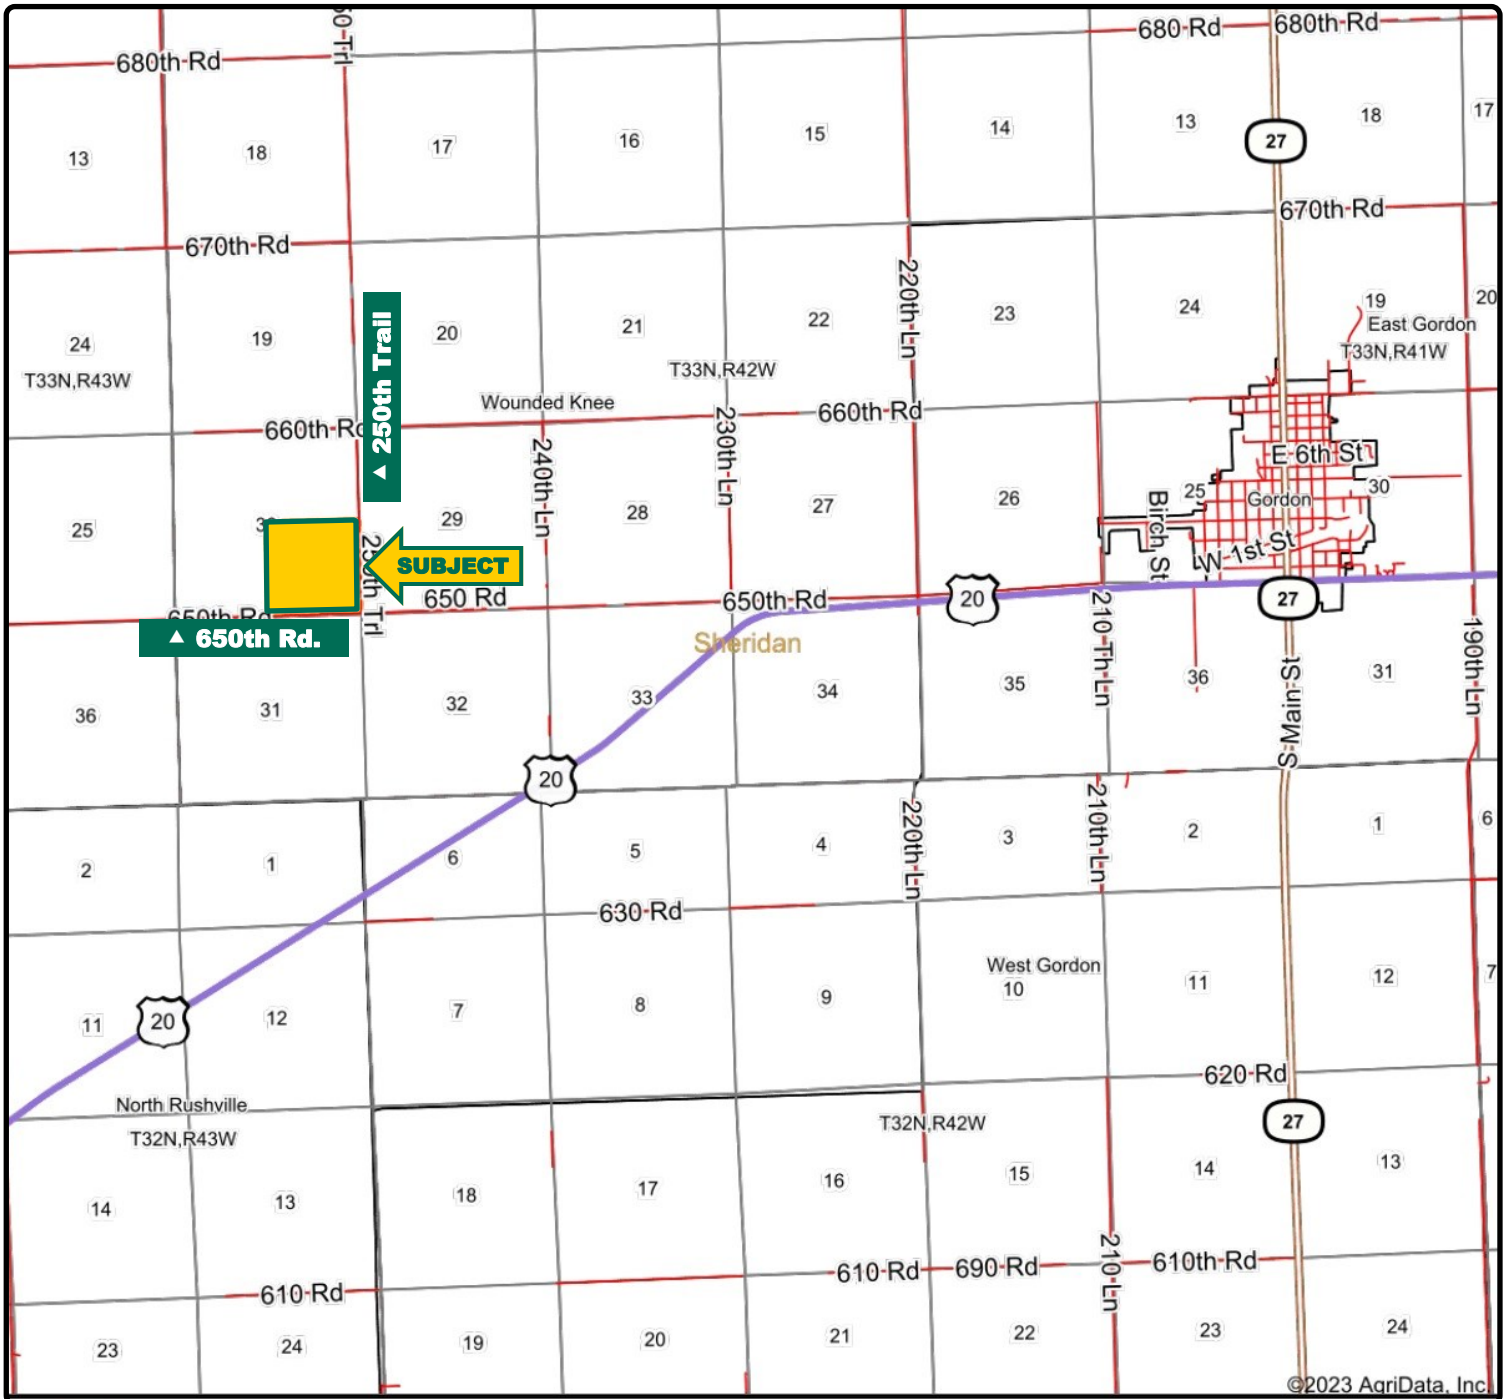 680th Rd
680 Rd
680th Rd
13
18
17
16
15
14
13
27
18
17
670th Rd
670th Rd
24
19
20
21
22
23
24
19
20
220th Ln
East Gordon
T33N,R41W
T33N,R43W
T33N,R42W
▲ 250th Trail
Wounded Knee
660th Rd
660th Rd
240th Ln
230th Ln
E 6th St
25
29
28
27
26
25
Gordon
30
Birch St
W 1st St
SUBJECT
650th Rd
650 Rd
650th Rd
20
27
▲ 650th Rd.
Sheridan
210 Th Ln
190th Ln
36
31
32
33
34
35
36
31
S Main St
20
220th Ln
210th Ln
2
1
6
5
4
3
2
1
6
630 Rd
West Gordon
11
20
12
7
8
9
10
11
12
7
620 Rd
North Rushville
T32N,R43W
T32N,R42W
27
14
13
18
17
16
15
14
13
610 Rd
610 Rd
690 Rd
210 Ln
610th Rd
23
24
19
20
21
22
23
24
©2023 AgriData, Inc.